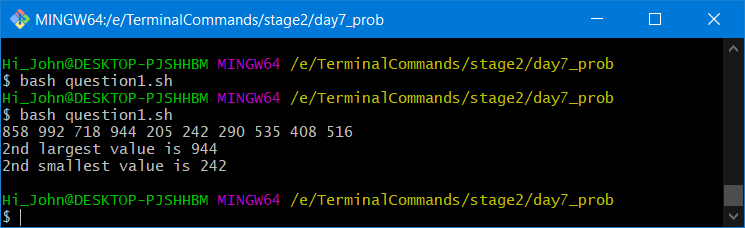 MINGW64:/e/TerminalCommands/stage2/day7_prob
Hi_John@DESKTOP-PJSHHBM MINGW64 /e/TerminalCommands/stage2/day7_prob
$ bash question1.sh
Hi_John@DESKTOP-PJSHHBM MINGW64 /e/TerminalCommands/stage2/day7_prob
$ bash question1.sh
858 992 718 944 205 242 290 535 408 516
2nd largest value is 944
2nd smallest value is 242
Hi_John@DESKTOP-PJSHHBM MINGW64 /e/TerminalCommands/stage2/day7_prob
$